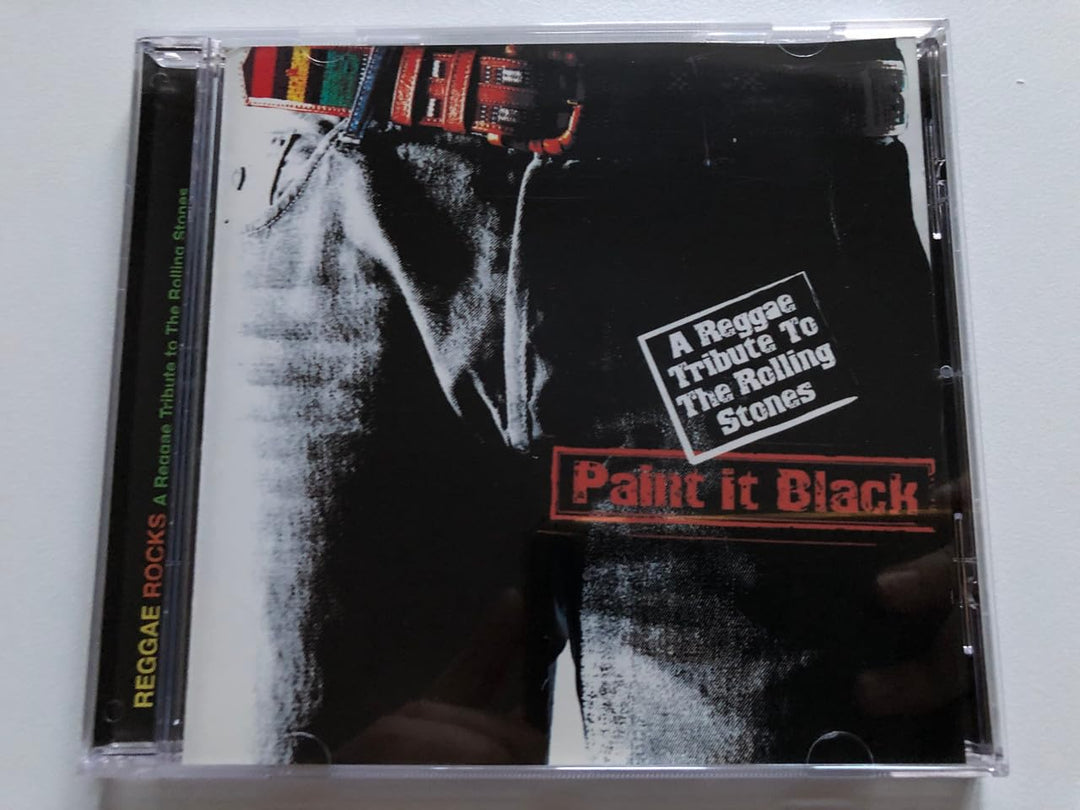 REGGAE ROCKS A Reggae Tribute to The Rolling Stones
A Reggae
Tribute To
The Rolling
Stones
Paint it Black